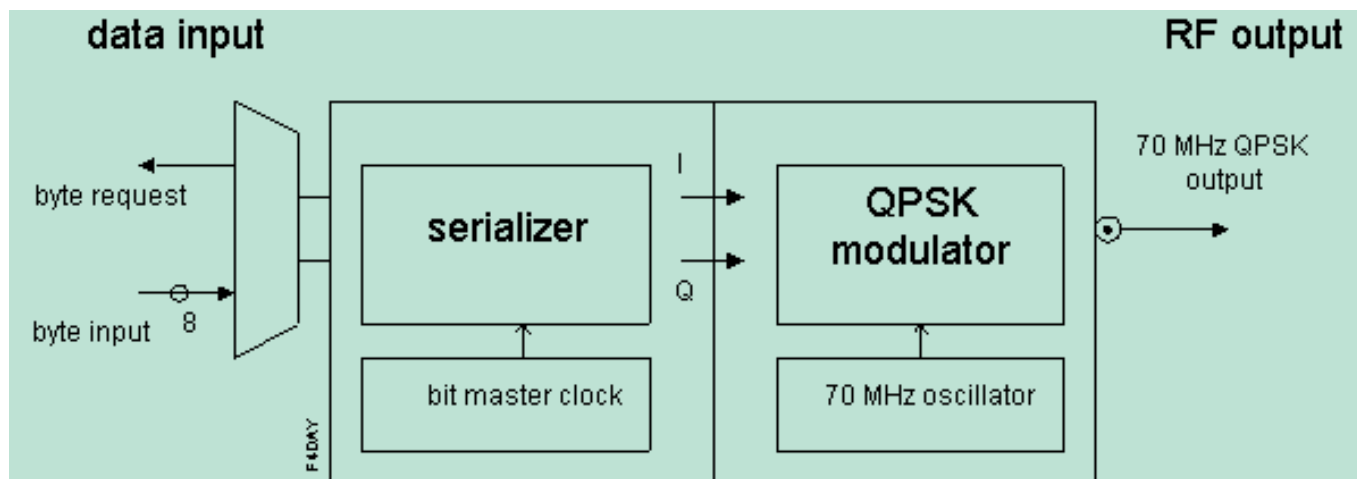 data input
RF output
byte request
byte input
8
serializer
bit master clock
I
Q
QPSK
modulator
70 MHz oscillator
70 MHz QPSK
output
F4DAY